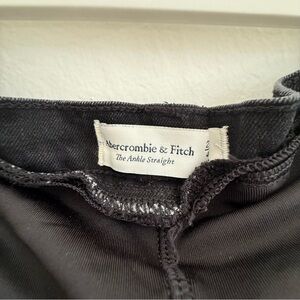 Abercrombie & Fitch
The Ankle Straight